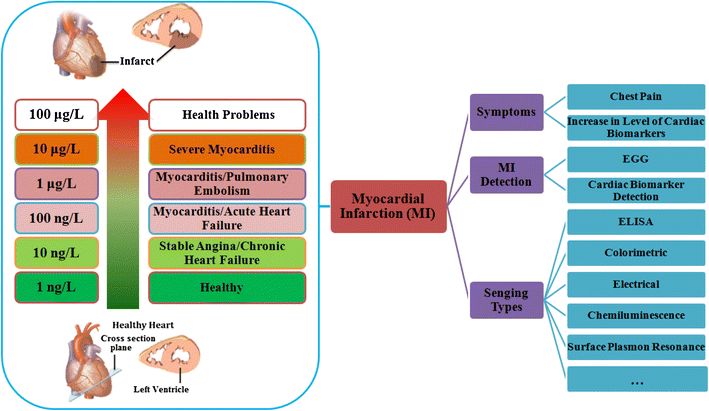 Infarct
100 µg/L
Health Problems
10 µg/L
Severe Myocarditis
1 µg/L
Myocarditis/Pulmonary
Embolism
100 ng/L
Myocarditis/Acute Heart
Failure
10 ng/L
Stable Angina/Chronic
Heart Failure
1 ng/L
Healthy
Healthy Heart
Cross section
plane
Left Ventricle
Myocardial
Infarction (MI)
Symptoms
Chest Pain
Increase in Level of Cardiac
Biomarkers
MI
Detection
EGG
Cardiac Biomarker
Detection
Senging
Types
ELISA
Colorimetric
Electrical
Chemiluminescence
Surface Plasmon Resonance
...